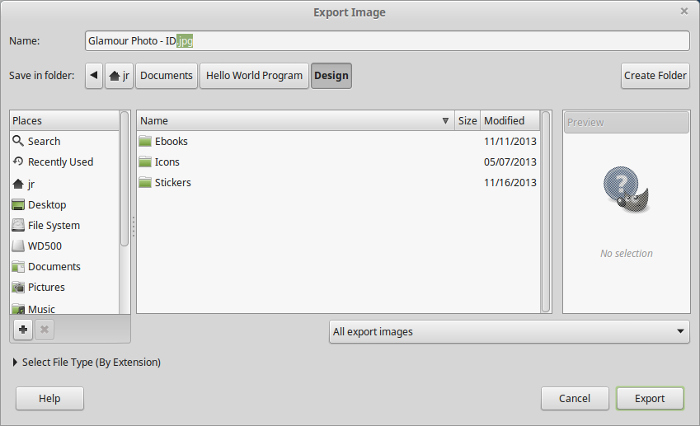 Export Image
Name: Glamour Photo - ID.jpg
Save in folder: jr Documents Hello World Program Design Create Folder
Places Name Size Modified Preview
Search Ebooks 11/11/2013
Recently Used Icons 05/07/2013
jr Stickers 11/16/2013
Desktop
File System
WD500 No selection
Documents
Pictures
Music
All export images
Select File Type (By Extension)
Help Cancel Export